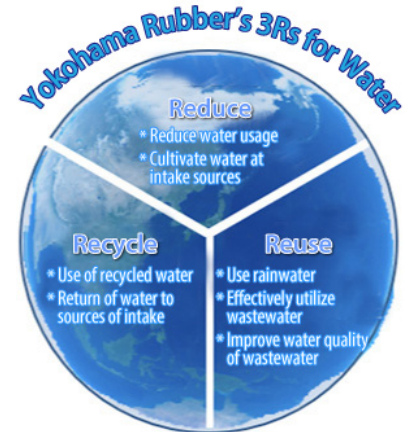 Yokohama Rubber's 3Rs for Water
Reduce
* Reduce water usage
* Cultivate water at
intake sources
Recycle
* Use of recycled water
* Return of water to
sources of intake
Reuse
* Use rainwater
* Effectively utilize
wastewater
* Improve water quality
of wastewater